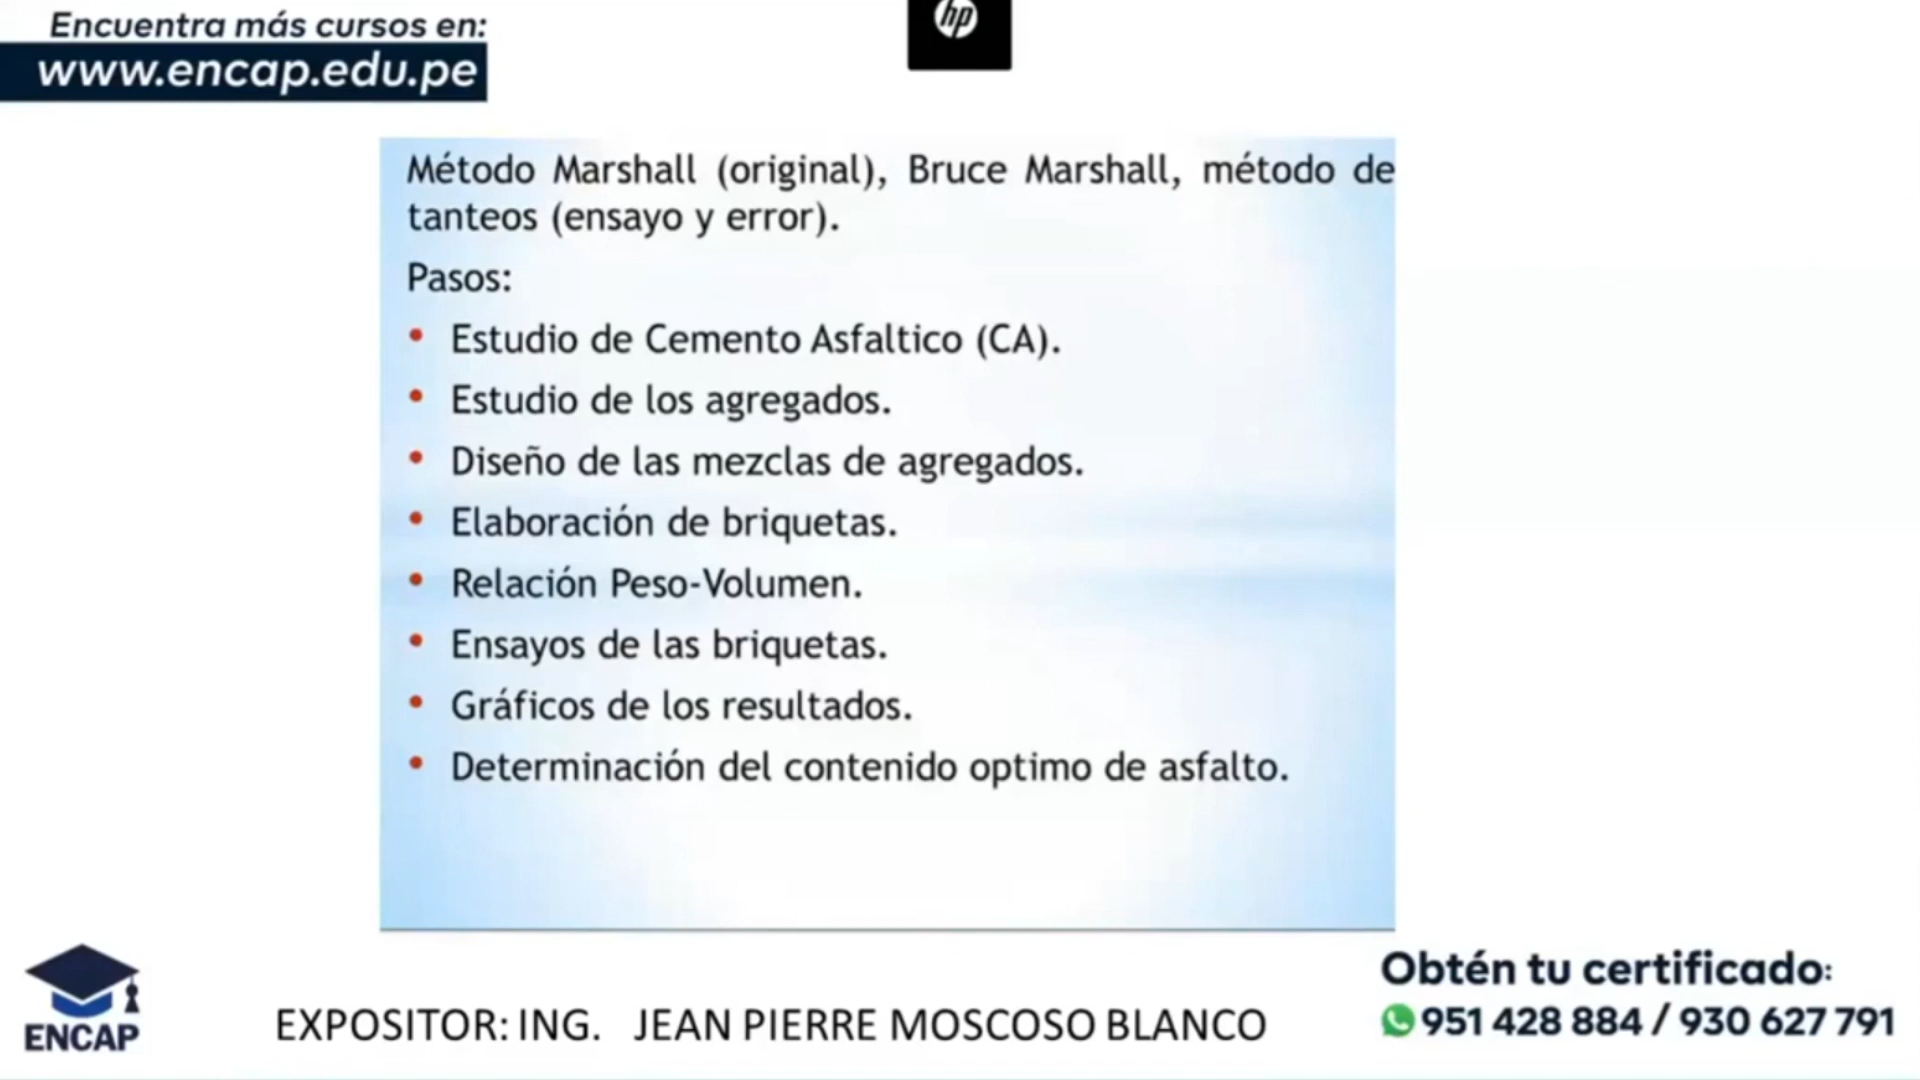 Encuentra más cursos en:
www.encap.edu.pe
hp
Método Marshall (original), Bruce Marshall, método de
tanteos (ensayo y error).
Pasos:
• Estudio de Cemento Asfaltico (CA).
• Estudio de los agregados.
• Diseño de las mezclas de agregados.
• Elaboración de briquetas.
• Relación Peso-Volumen.
• Ensayos de las briquetas.
• Gráficos de los resultados.
• Determinación del contenido optimo de asfalto.
ENCAP
EXPOSITOR: ING. JEAN PIERRE MOSCOSO BLANCO
Obtén tu certificado:
951 428 884 / 930 627 791